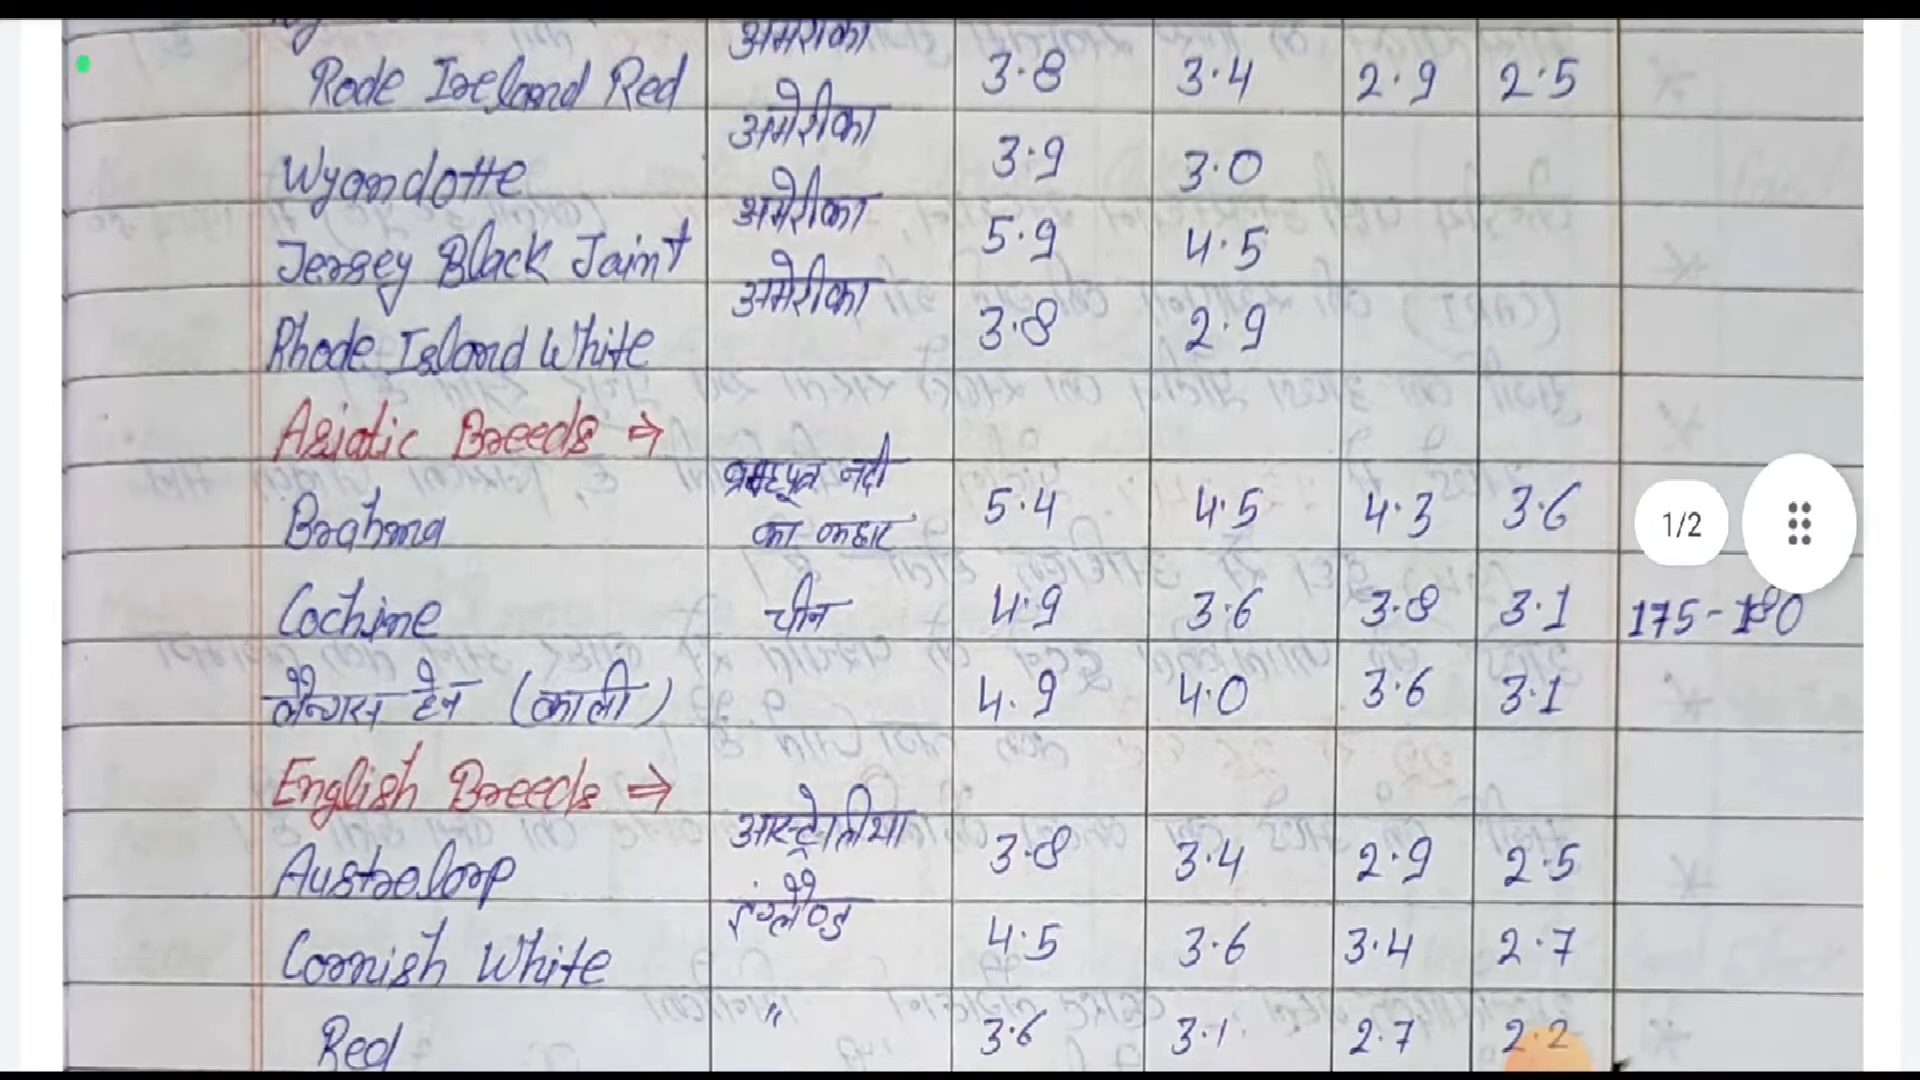 अमेरीका
Rode Ireland Red 3.8 3.4 2.9 2.5
अमेरीका
Wyandotte 3.9 3.0
अमेरीका
Jersey Black Jaint 5.9 4.5
अमेरीका
Rhode Island White 3.8 2.9
Asiatic Breeds ⇒
नदी
Brahma का 5.4 4.5 4.3 3.6
1/2
Cochine चीन 4.9 3.6 3.8 3.1 175-180
(काली) 4.9 4.0 3.6 3.1
English Breeds ⇒
आस्ट्रेलीया
Austrelorp 3.8 3.4 2.9 2.5
Cornish White 4.5 3.6 3.4 2.7
Red " 3.6 3.1 2.7 2.2